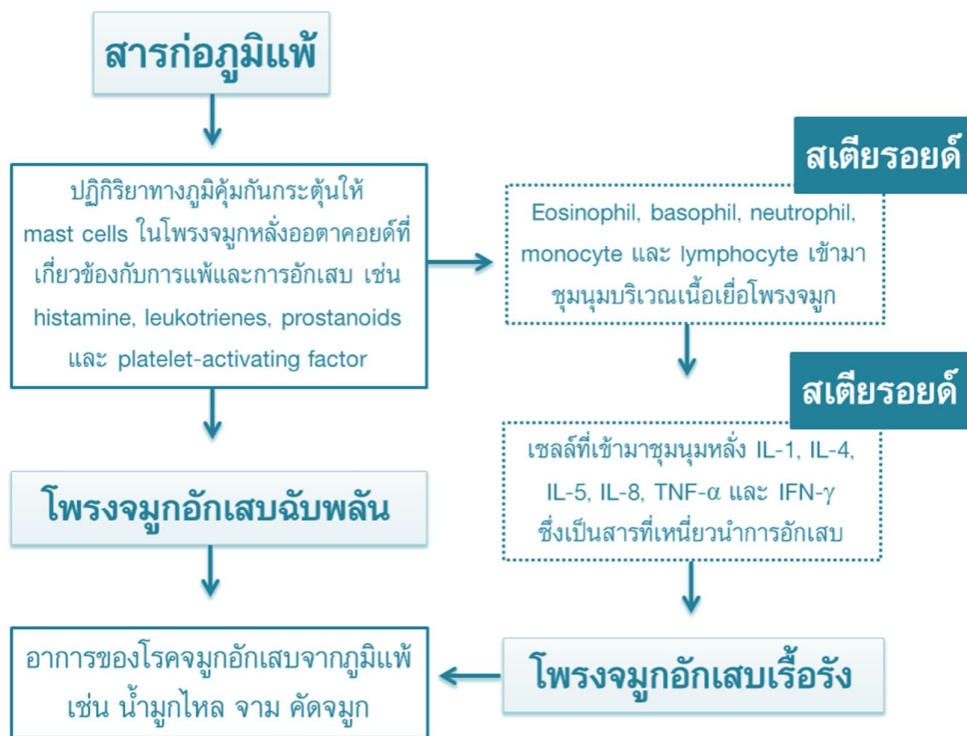 สารก่อภูมิแพ้
ปฏิกิริยาทางภูมิคุ้มกันกระตุ้นให้
mast cells ในโพรงจมูกหลั่งออตาคอยด์ที่
เกี่ยวข้องกับการแพ้และการอักเสบ เช่น
histamine, leukotrienes, prostanoids
และ platelet-activating factor
โพรงจมูกอักเสบฉับพลัน
สเตียรอยด์
Eosinophil, basophil, neutrophil,
monocyte และ lymphocyte เข้ามา
ชุมนุมบริเวณเนื้อเยื่อโพรงจมูก
สเตียรอยด์
เซลล์ที่เข้ามาชุมนุมหลั่ง IL-1, IL-4,
IL-5, IL-8, TNF-α และ IFN-γ
ซึ่งเป็นสารที่เหนี่ยวนำการอักเสบ
โพรงจมูกอักเสบเรื้อรัง
อาการของโรคจมูกอักเสบจากภูมิแพ้
เช่น น้ำมูกไหล จาม คัดจมูก